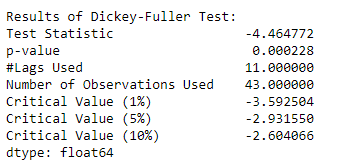 Results of Dickey-Fuller Test:
Test Statistic                 -4.464772
p-value                         0.000228
#Lags Used                     11.000000
Number of Observations Used    43.000000
Critical Value (1%)            -3.592504
Critical Value (5%)            -2.931550
Critical Value (10%)           -2.604066
dtype: float64